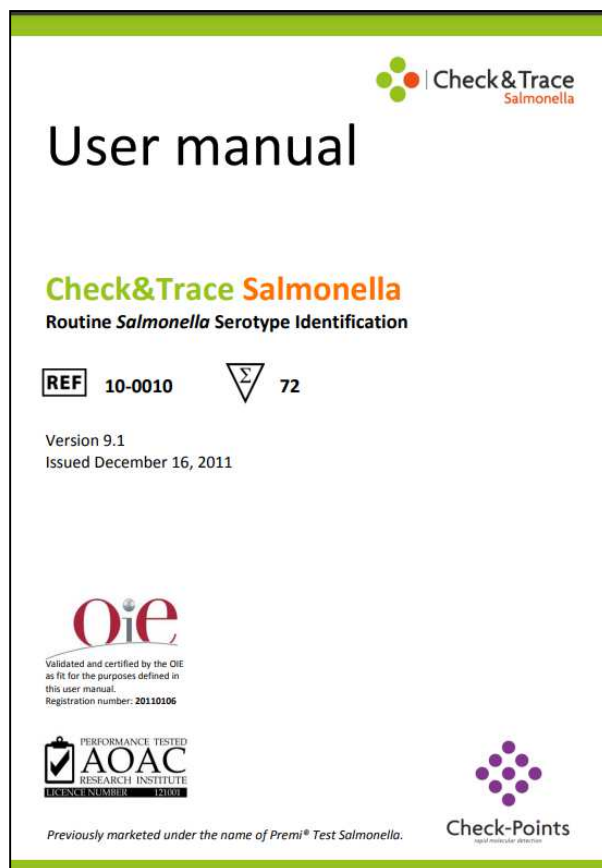 Check&Trace
Salmonella
User manual
Check&Trace Salmonella
Routine Salmonella Serotype Identification
REF 10-0010 Σ 72
Version 9.1
Issued December 16, 2011
OiE
Validated and certified by the OIE
as fit for the purposes defined in
this user manual.
Registration number: 20110106
PERFORMANCE TESTED
AOAC
RESEARCH INSTITUTE
LICENCE NUMBER 121001
Check-Points
rapid molecular detection
Previously marketed under the name of Premi® Test Salmonella.